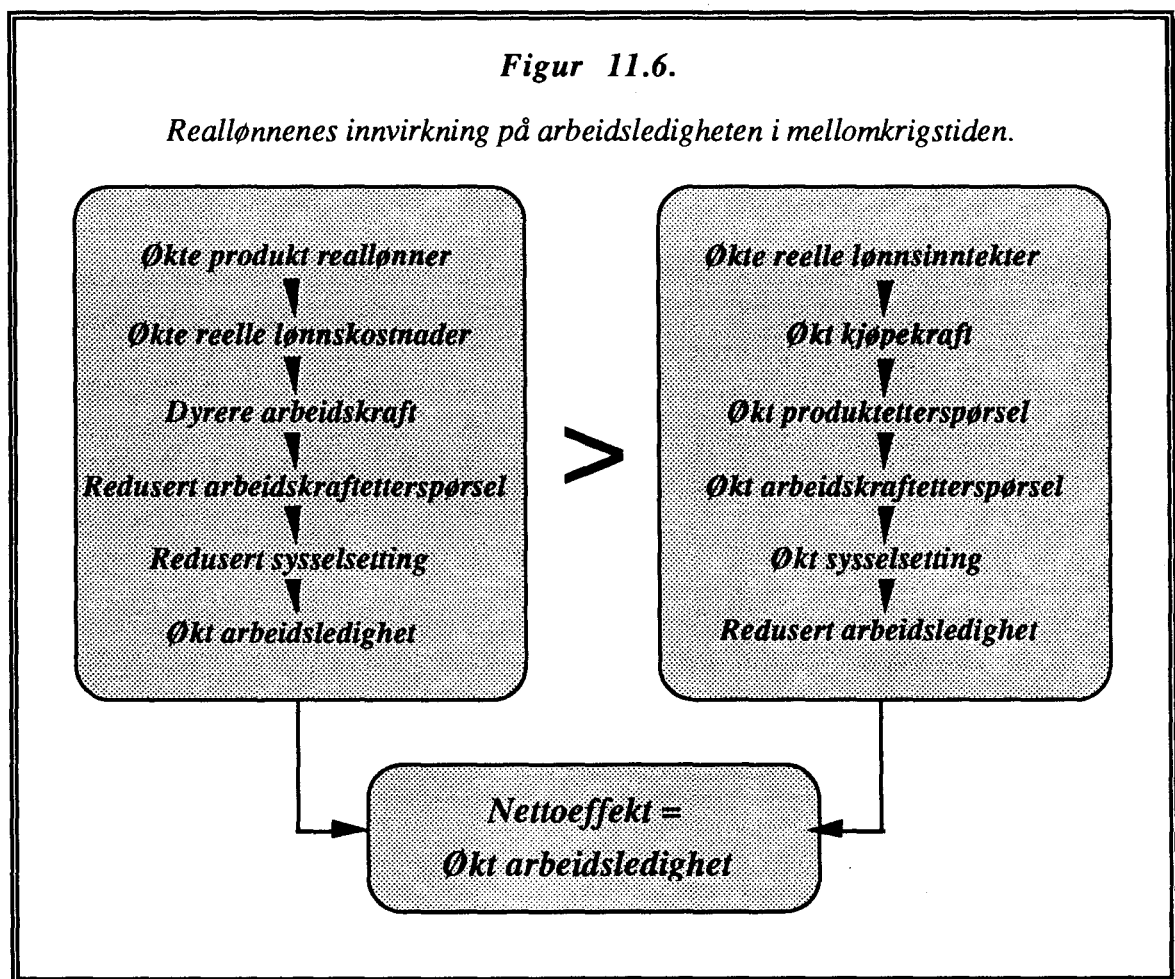 Figur 11.6.
Reallønnenes innvirkning på arbeidsledigheten i mellomkrigstiden.
Økte produkt reallønner
Økte reelle lønnskostnader
Dyrere arbeidskraft
Redusert arbeidskraftetterspørsel
Redusert sysselsetting
Økt arbeidsledighet
>
Økte reelle lønnsinntekter
Økt kjøpekraft
Økt produktetterspørsel
Økt arbeidskraftetterspørsel
Økt sysselsetting
Redusert arbeidsledighet
Nettoeffekt =
Økt arbeidsledighet